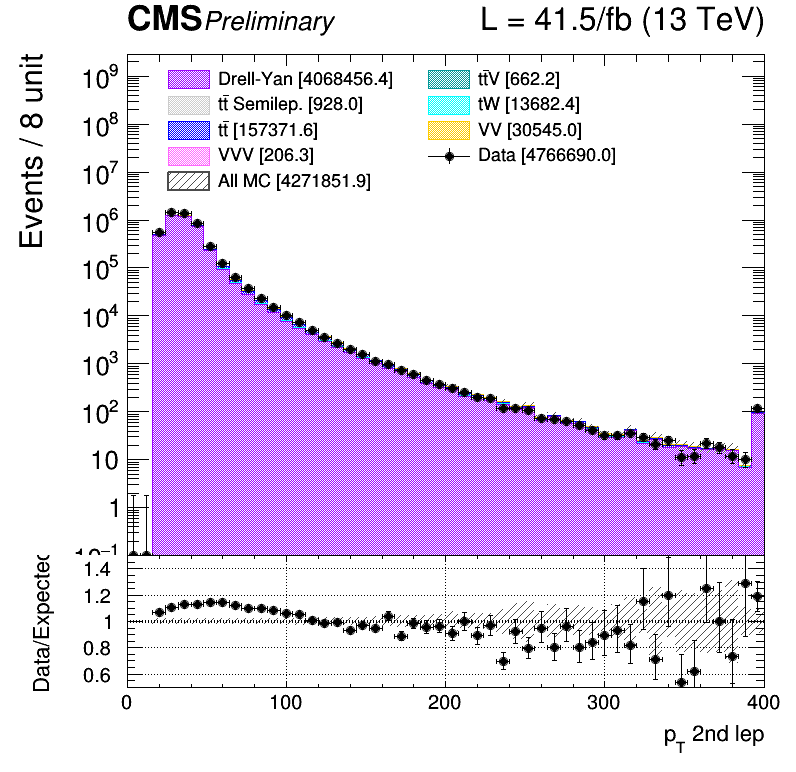 CMS Preliminary L = 41.5/fb (13 TeV)
Events / 8 unit
Drell-Yan [4068456.4]
tt̄ Semilep. [928.0]
tt̄ [157371.6]
VVV [206.3]
All MC [4271851.9]
tt̄V [662.2]
tW [13682.4]
VV [30545.0]
Data [4766690.0]
10⁹
10⁸
10⁷
10⁶
10⁵
10⁴
10³
10²
10
1
10⁻¹
Data/Expected
1.4
1.2
1
0.8
0.6
0 100 200 300 400
p_T 2nd lep